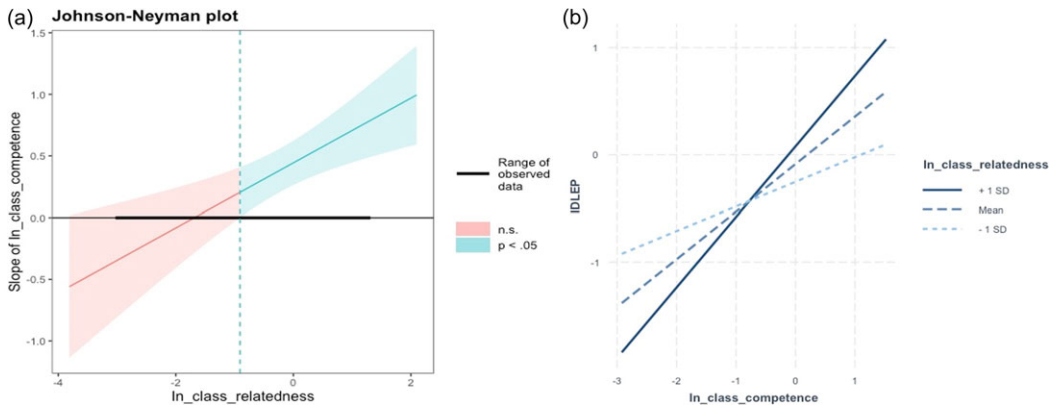 (a)
Johnson-Neyman plot
1.5
1.0
0.5
0.0
-0.5
-1.0
Slope of In_class_competence
-4
-2
0
2
In_class_relatedness
Range of
observed
data
n.s.
p < .05
(b)
1
0
-1
IDLEP
-3
-2
-1
0
1
In_class_competence
In_class_relatedness
+ 1 SD
Mean
- 1 SD